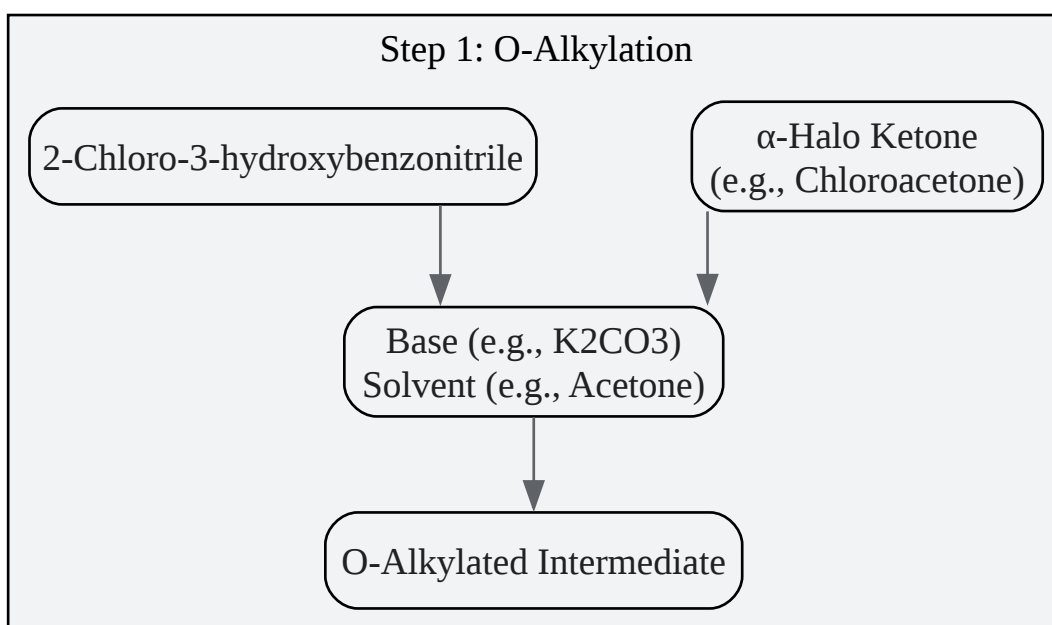 Step 1: O-Alkylation
2-Chloro-3-hydroxybenzonitrile
α-Halo Ketone
(e.g., Chloroacetone)
Base (e.g., K2CO3)
Solvent (e.g., Acetone)
O-Alkylated Intermediate